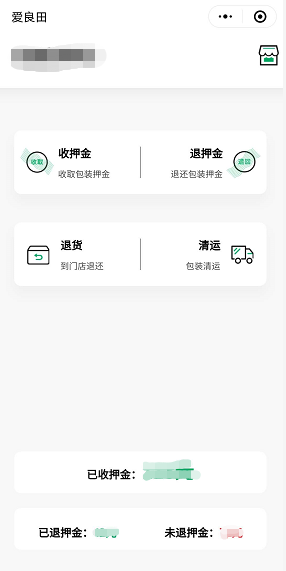 爱良田
收取
收押金
收取包装押金
退押金
退还包装押金
退回
退货
到门店退还
清运
包装清运
已收押金：
已退押金：
未退押金：